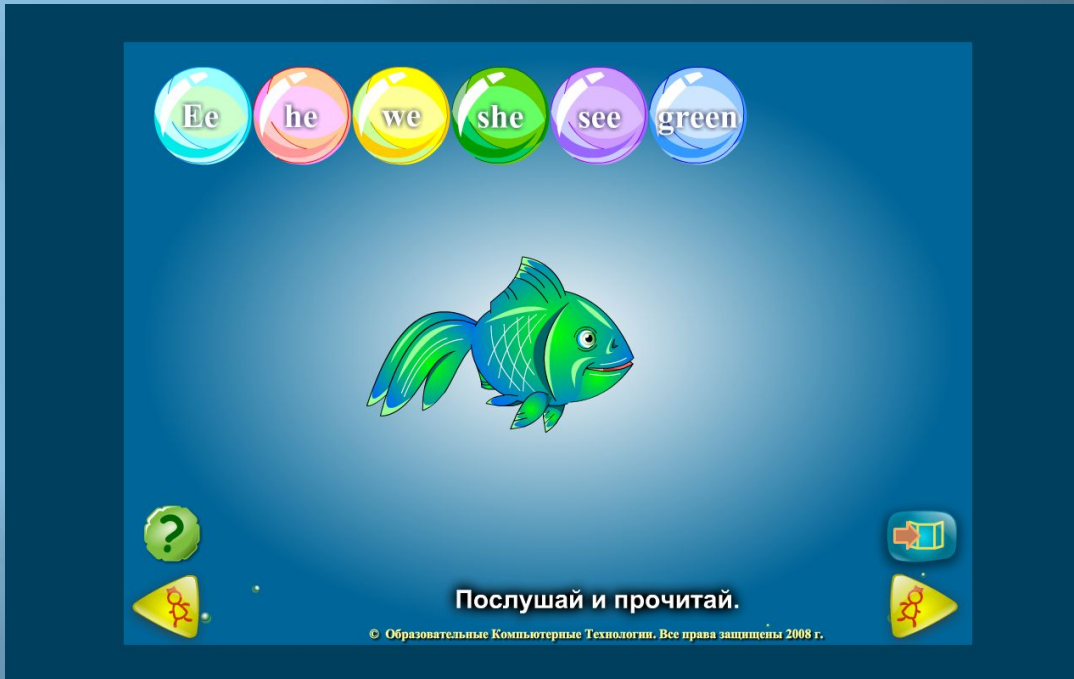 Ee he we she see green
?
Послушай и прочитай.
© Образовательные Компьютерные Технологии. Все права защищены 2008 г.